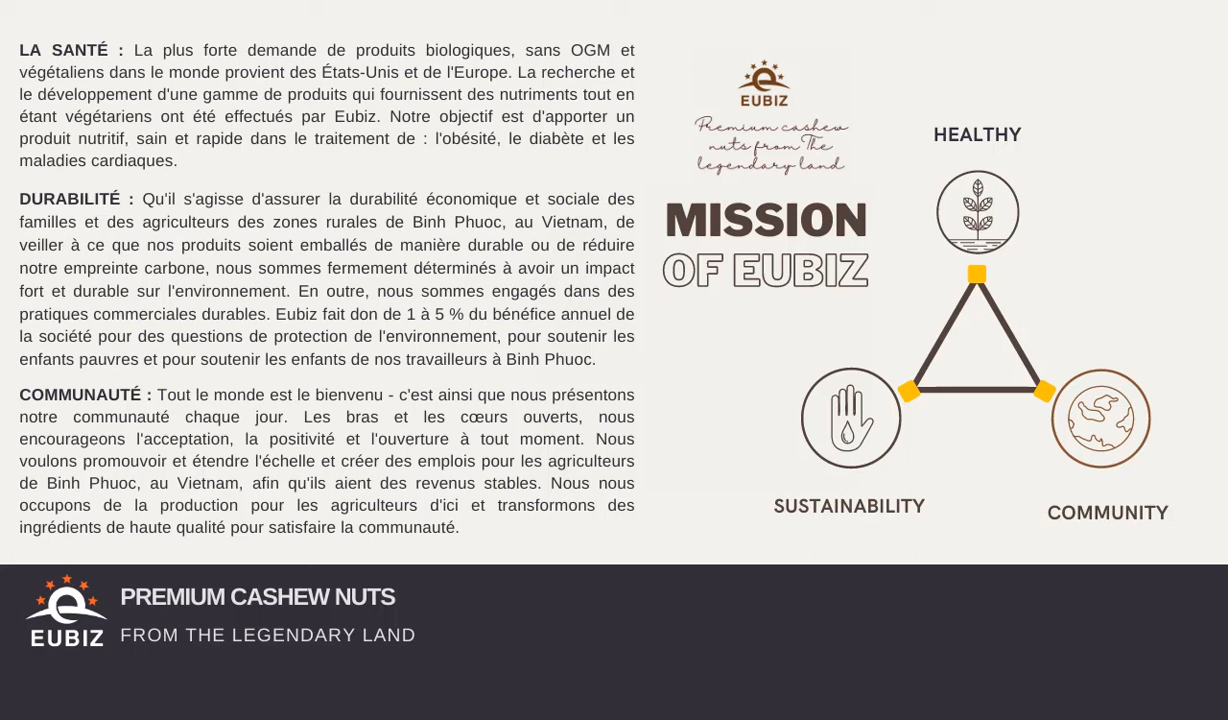 LA SANTÉ : La plus forte demande de produits biologiques, sans OGM et
végétaliens dans le monde provient des États-Unis et de l'Europe. La recherche et
le développement d'une gamme de produits qui fournissent des nutriments tout en
étant végétariens ont été effectués par Eubiz. Notre objectif est d'apporter un
produit nutritif, sain et rapide dans le traitement de : l'obésité, le diabète et les
maladies cardiaques.
DURABILITÉ : Qu'il s'agisse d'assurer la durabilité économique et sociale des
familles et des agriculteurs des zones rurales de Binh Phuoc, au Vietnam, de
veiller à ce que nos produits soient emballés de manière durable ou de réduire
notre empreinte carbone, nous sommes fermement déterminés à avoir un impact
fort et durable sur l'environnement. En outre, nous sommes engagés dans des
pratiques commerciales durables. Eubiz fait don de 1 à 5 % du bénéfice annuel de
la société pour des questions de protection de l'environnement, pour soutenir les
enfants pauvres et pour soutenir les enfants de nos travailleurs à Binh Phuoc.
COMMUNAUTÉ : Tout le monde est le bienvenu - c'est ainsi que nous présentons
notre communauté chaque jour. Les bras et les cœurs ouverts, nous
encourageons l'acceptation, la positivité et l'ouverture à tout moment. Nous
voulons promouvoir et étendre l'échelle et créer des emplois pour les agriculteurs
de Binh Phuoc, au Vietnam, afin qu'ils aient des revenus stables. Nous nous
occupons de la production pour les agriculteurs d'ici et transformons des
ingrédients de haute qualité pour satisfaire la communauté.
EUBIZ
Premium cashew
nuts from The
legendary land
MISSION
OF EUBIZ
HEALTHY
SUSTAINABILITY
COMMUNITY
EUBIZ
PREMIUM CASHEW NUTS
FROM THE LEGENDARY LAND